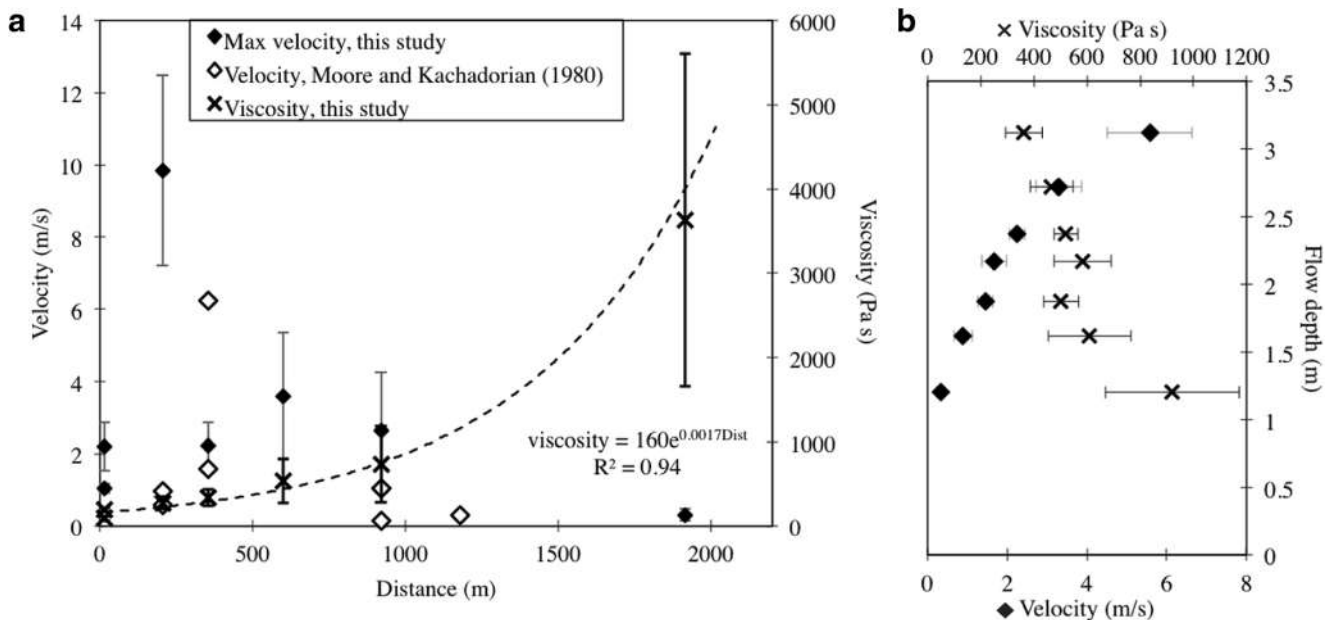 a
14
12
10
8
6
4
2
0
Velocity (m/s)
Max velocity, this study
Velocity, Moore and Kachadorian (1980)
Viscosity, this study
6000
5000
4000
3000
2000
1000
0
Viscosity (Pa s)
viscosity = 160e^0.0017Dist
R² = 0.94
0 500 1000 1500 2000
Distance (m)
b
Viscosity (Pa s)
0 200 400 600 800 1000 1200
3.5
3
2.5
2
1.5
1
0.5
0
Flow depth (m)
0 2 4 6 8
Velocity (m/s)